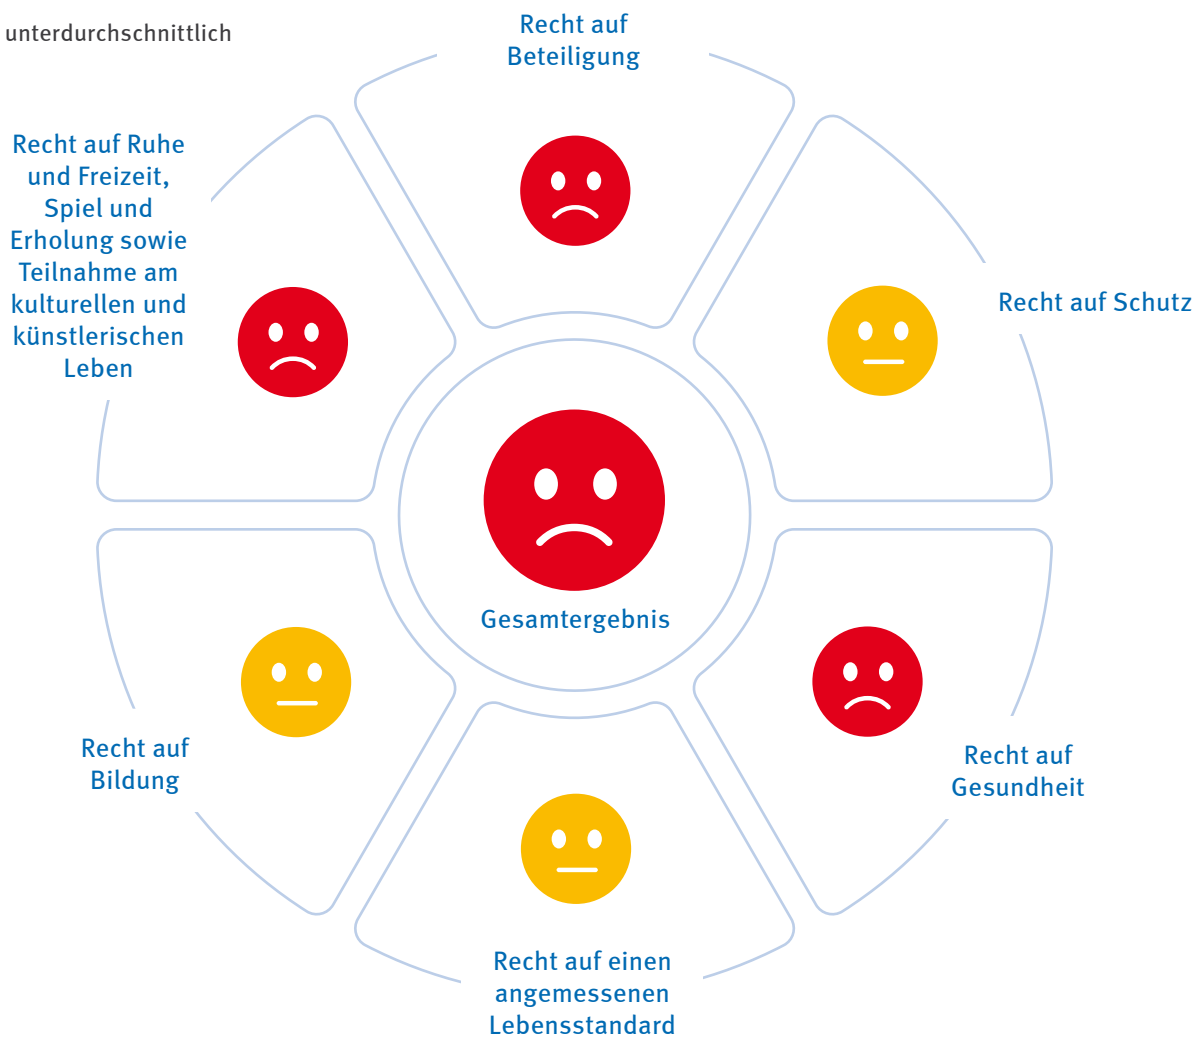 unterdurchschnittlich
Recht auf
Beteiligung
Recht auf Ruhe
und Freizeit,
Spiel und
Erholung sowie
Teilnahme am
kulturellen und
künstlerischen
Leben
Recht auf Schutz
Gesamtergebnis
Recht auf
Bildung
Recht auf
Gesundheit
Recht auf einen
angemessenen
Lebensstandard